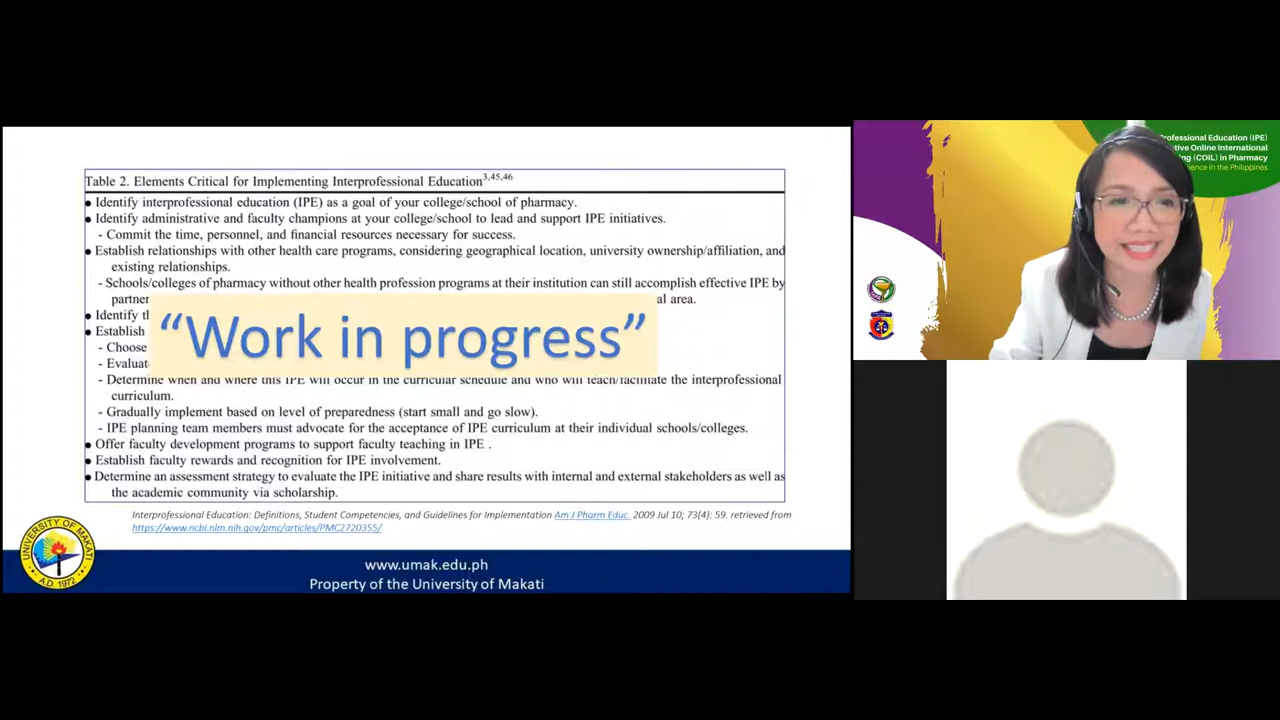 Table 2. Elements Critical for Implementing Interprofessional Education3,45,46
● Identify interprofessional education (IPE) as a goal of your college/school of pharmacy.
● Identify administrative and faculty champions at your college/school to lead and support IPE initiatives.
- Commit the time, personnel, and financial resources necessary for success.
● Establish relationships with other health care programs, considering geographical location, university ownership/affiliation, and
existing relationships.
- Schools/colleges of pharmacy without other health profession programs at their institution can still accomplish effective IPE by
partner al area.
● Identify th
● Establish
- Choose
- Evaluate
"Work in progress"
- Determine when and where this IPE will occur in the curricular schedule and who will teach/facilitate the interprofessional
curriculum.
- Gradually implement based on level of preparedness (start small and go slow).
- IPE planning team members must advocate for the acceptance of IPE curriculum at their individual schools/colleges.
● Offer faculty development programs to support faculty teaching in IPE .
● Establish faculty rewards and recognition for IPE involvement.
● Determine an assessment strategy to evaluate the IPE initiative and share results with internal and external stakeholders as well as
the academic community via scholarship.
Interprofessional Education: Definitions, Student Competencies, and Guidelines for Implementation Am J Pharm Educ. 2009 Jul 10; 73(4): 59. retrieved from
https://www.ncbi.nlm.nih.gov/pmc/articles/PMC2720355/
UNIVERSITY OF MAKATI
A.D. 1972
www.umak.edu.ph
Property of the University of Makati
rofessional Education (IPE)
tive Online International
g (COIL) in Pharmacy
ience in the Philippines